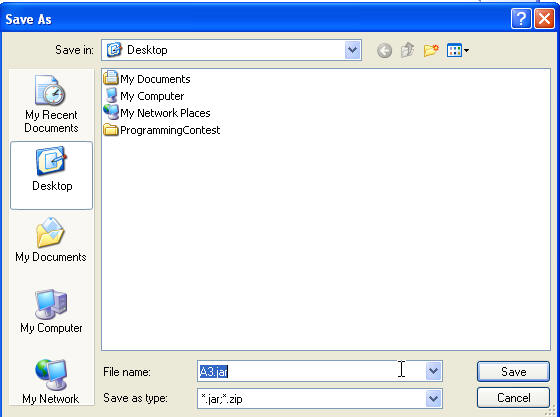 Save As
Save in:
Desktop
My Recent
Documents
Desktop
My Documents
My Computer
My Network
My Documents
My Computer
My Network Places
ProgrammingContest
File name:
A3.jar
Save
Save as type:
*.jar;*.zip
Cancel